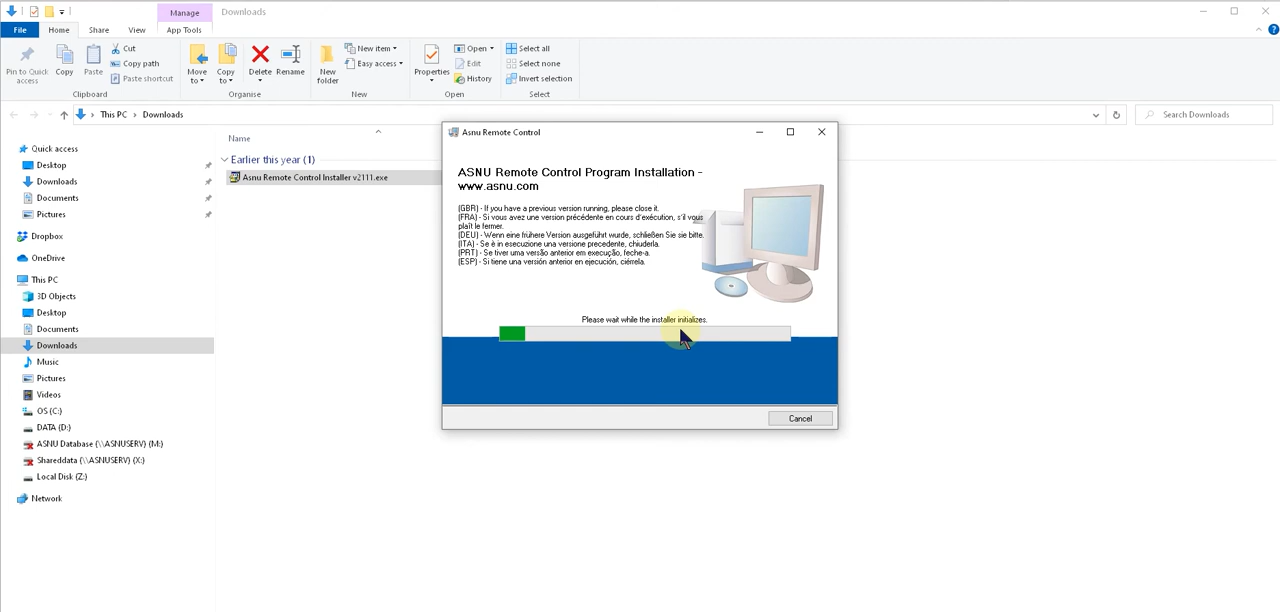 Manage
Downloads
File
Home
Share
View
App Tools
Pin to Quick access
Copy
Paste
Cut
Copy path
Paste shortcut
Clipboard
Move to
Copy to
Delete
Rename
Organise
New folder
New item
Easy access
New
Properties
Open
Edit
History
Open
Select all
Select none
Invert selection
Select
This PC
Downloads
Search Downloads
Quick access
Desktop
Downloads
Documents
Pictures
Dropbox
OneDrive
This PC
3D Objects
Desktop
Documents
Downloads
Music
Pictures
Videos
OS (C:)
DATA (D:)
ASNU Database (\\ASNUSERV) (M:)
Shareddata (\\ASNUSERV) (X:)
Local Disk (Z:)
Network
Name
Earlier this year (1)
Asnu Remote Control Installer v2111.exe
Asnu Remote Control
ASNU Remote Control Program Installation -
www.asnu.com
(GBR) - If you have a previous version running, please close it.
(FRA) - Si vous avez une version précédente en cours d'exécution, s'il vous
plaît le fermer.
(DEU) - Wenn eine frühere Version ausgeführt wurde, schließen Sie sie bitte.
(ITA) - Se è in esecuzione una versione precedente, chiuderla.
(PRT) - Se tiver uma versão anterior em execução, feche-a.
(ESP) - Si tiene una versión anterior en ejecución, ciérrela.
Please wait while the installer initializes.
Cancel